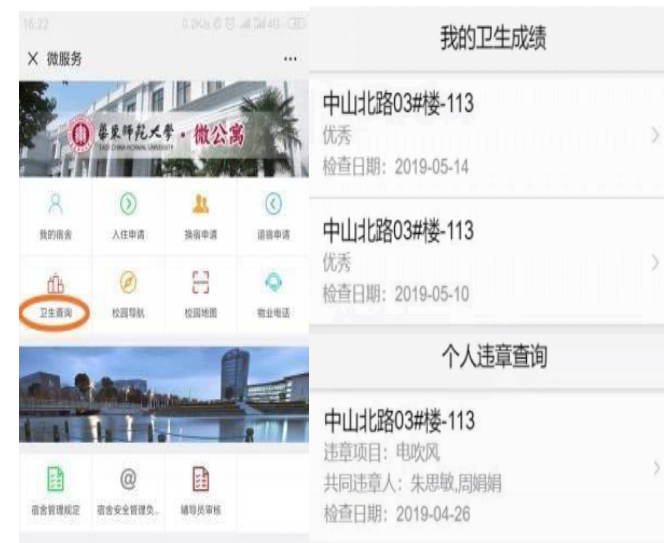 16:22
微服务
華東師範大學·微公寓
EAST CHINA NORMAL UNIVERSITY
我的宿舍
入住申请
换宿申请
退宿申请
卫生查询
校园导航
校园地图
物业电话
宿舍管理规定
宿舍安全管理负..
辅导员审核
我的卫生成绩
中山北路03#楼-113
优秀
检查日期：2019-05-14
中山北路03#楼-113
优秀
检查日期：2019-05-10
个人违章查询
中山北路03#楼-113
违章项目：电吹风
共同违章人：朱思敏,周娟娟
检查日期：2019-04-26